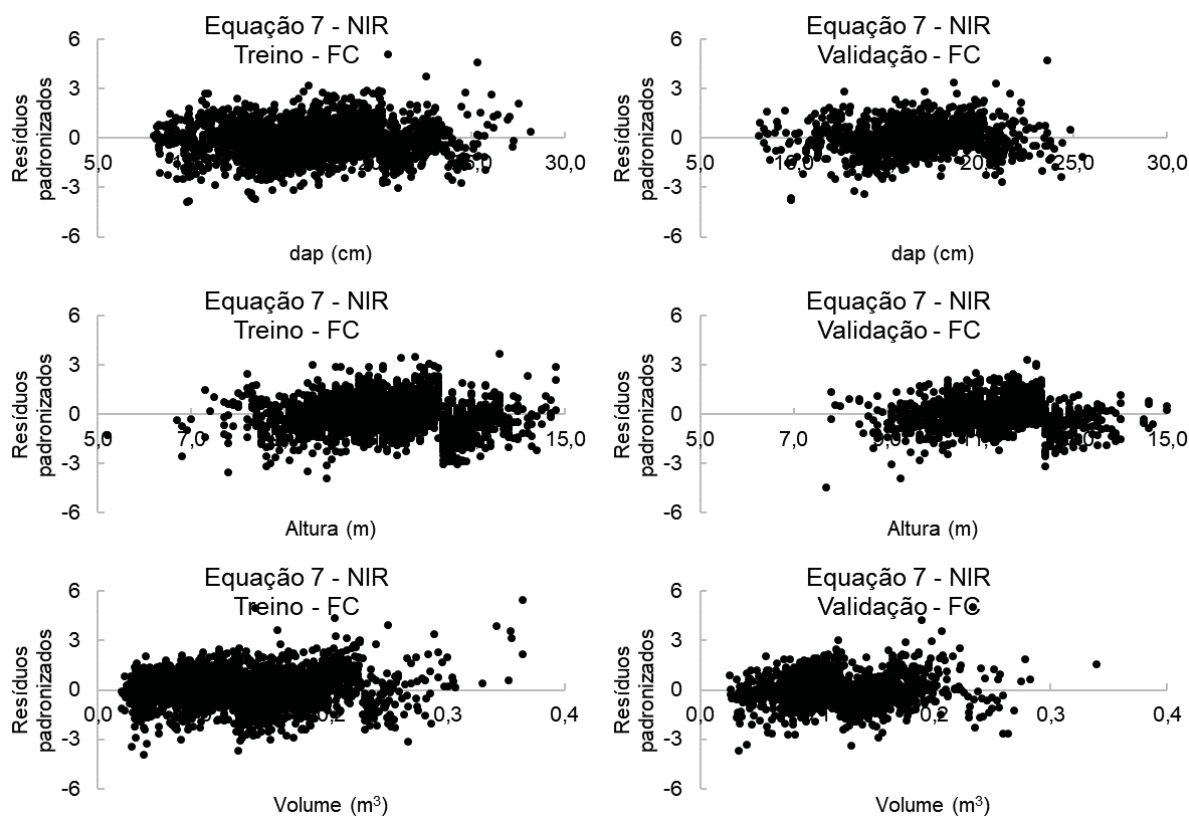 Equação 7 - NIR
Treino - FC
Resíduos
padronizados
6
3
0
-3
-6
5,0
30,0
dap (cm)
Equação 7 - NIR
Validação - FC
Resíduos
padronizados
6
3
0
-3
-6
5,0
25,0
30,0
dap (cm)
Equação 7 - NIR
Treino - FC
Resíduos
padronizados
6
3
0
-3
-6
5,0
7,0
15,0
Altura (m)
Equação 7 - NIR
Validação - FC
Resíduos
padronizados
6
3
0
-3
-6
5,0
7,0
15,0
Altura (m)
Equação 7 - NIR
Treino - FC
Resíduos
padronizados
6
3
0
-3
-6
0,0
0,2
0,3
0,4
Volume (m³)
Equação 7 - NIR
Validação - FC
Resíduos
padronizados
6
3
0
-3
-6
0,0
0,2
0,3
0,4
Volume (m³)